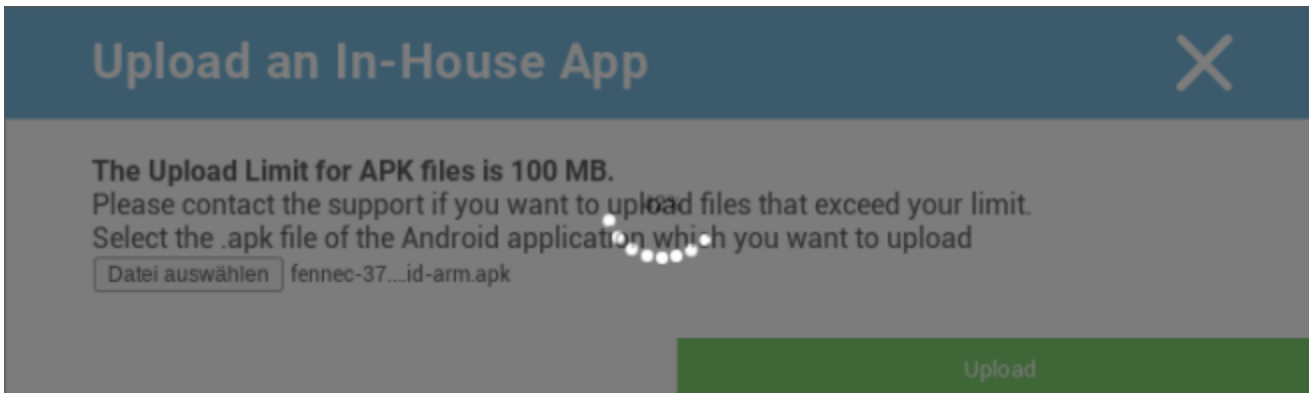 Upload an In-House App
The Upload Limit for APK files is 100 MB.
Please contact the support if you want to upload files that exceed your limit.
Select the .apk file of the Android application which you want to upload
Datei auswählen fennec-37....id-arm.apk
Upload